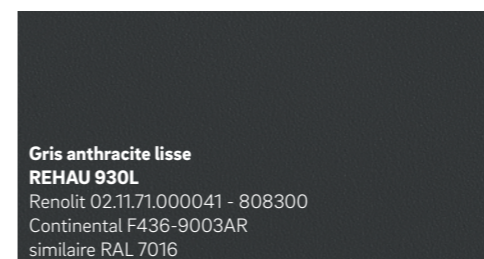 Gris anthracite lisse
REHAU 930L
Renolit 02.11.71.000041 - 808300
Continental F436-9003AR
similaire RAL 7016